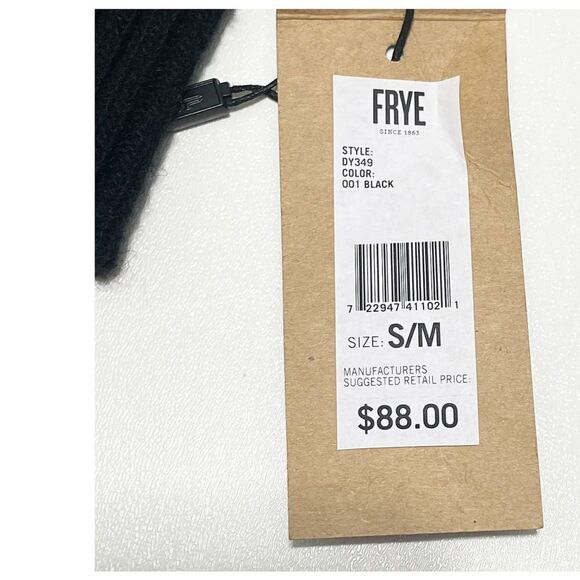 FRYE
SINCE 1863
STYLE:
DY349
COLOR:
001 BLACK
7 22947 41102 1
SIZE: S/M
MANUFACTURERS
SUGGESTED RETAIL PRICE:
$88.00